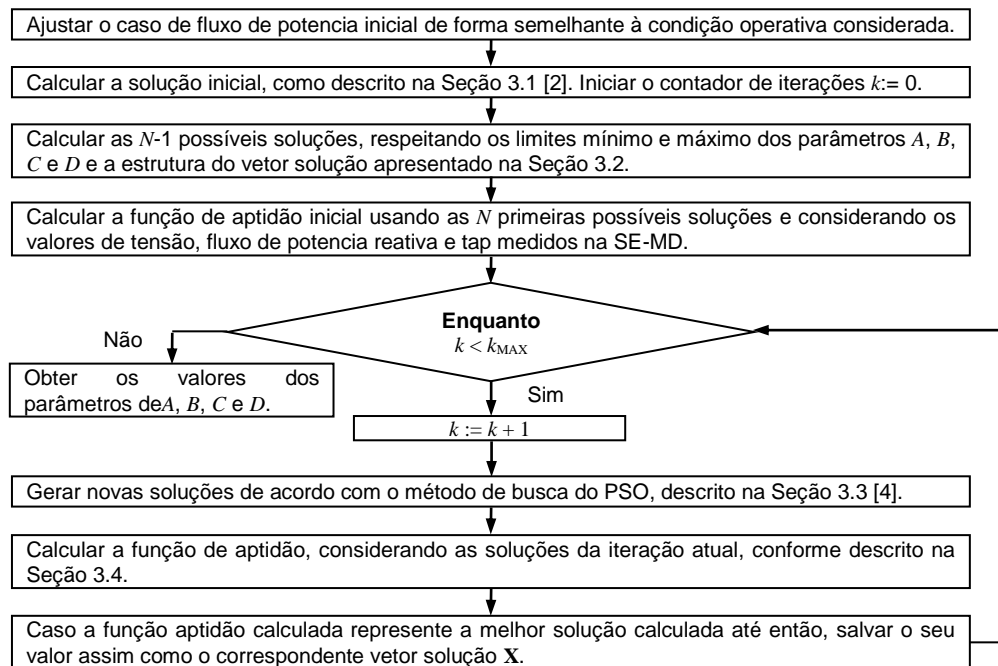 Ajustar o caso de fluxo de potencia inicial de forma semelhante à condição operativa considerada.
Calcular a solução inicial, como descrito na Seção 3.1 [2]. Iniciar o contador de iterações k:= 0.
Calcular as N-1 possíveis soluções, respeitando os limites mínimo e máximo dos parâmetros A, B,
C e D e a estrutura do vetor solução apresentado na Seção 3.2.
Calcular a função de aptidão inicial usando as N primeiras possíveis soluções e considerando os
valores de tensão, fluxo de potencia reativa e tap medidos na SE-MD.
Enquanto
k < kMAX
Não
Obter os valores dos
parâmetros deA, B, C e D.
Sim
k := k + 1
Gerar novas soluções de acordo com o método de busca do PSO, descrito na Seção 3.3 [4].
Calcular a função de aptidão, considerando as soluções da iteração atual, conforme descrito na
Seção 3.4.
Caso a função aptidão calculada represente a melhor solução calculada até então, salvar o seu
valor assim como o correspondente vetor solução X.